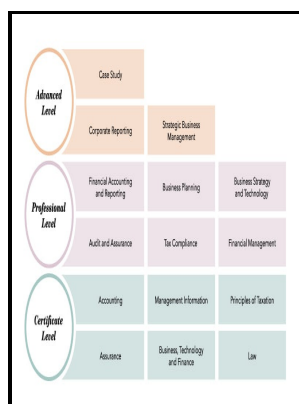 Case Study
Advanced
Level
Corporate Reporting
Strategic Business
Management
Financial Accounting
and Reporting
Business Planning
Business Strategy
and Technology
Professional
Level
Audit and Assurance
Tax Compliance
Financial Management
Accounting
Management Information
Principles of Taxation
Certificate
Level
Assurance
Business, Technology
and Finance
Law